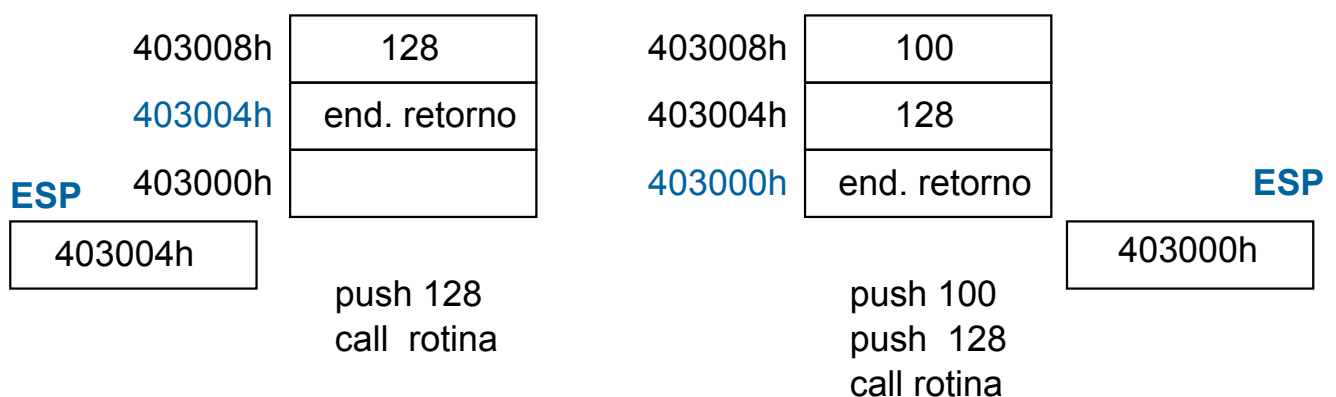 403008h 128
403004h end. retorno
403000h
ESP
403004h
push 128
call rotina
403008h 100
403004h 128
403000h end. retorno
ESP
403000h
push 100
push 128
call rotina